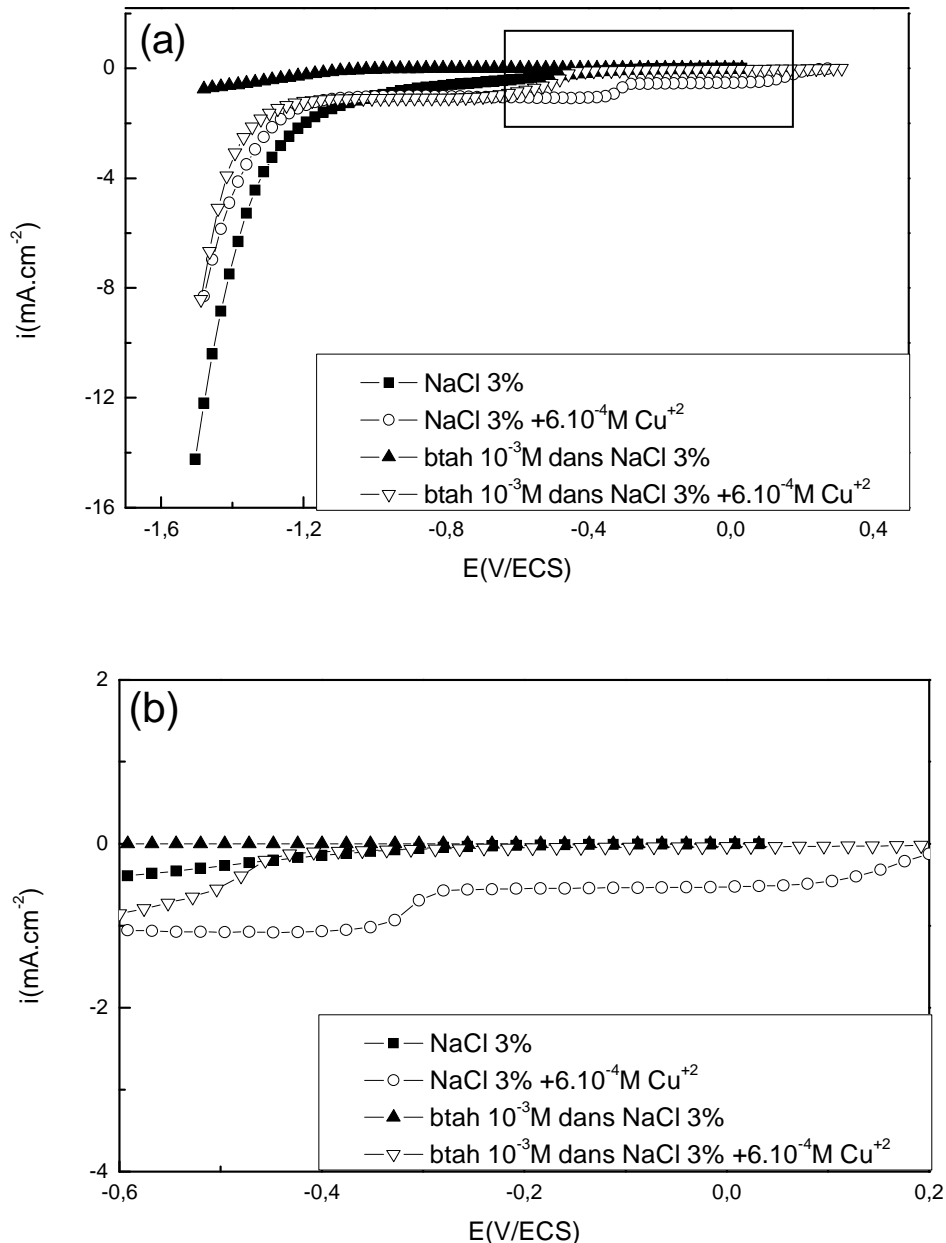 (a)
0
-4
-8
-12
-16
i(mA.cm⁻²)
NaCl 3%
NaCl 3% +6.10⁻⁴M Cu⁺²
btah 10⁻³M dans NaCl 3%
btah 10⁻³M dans NaCl 3% +6.10⁻⁴M Cu⁺²
-1,6 -1,2 -0,8 -0,4 0,0 0,4
E(V/ECS)
(b)
2
0
-2
-4
i(mA.cm⁻²)
NaCl 3%
NaCl 3% +6.10⁻⁴M Cu⁺²
btah 10⁻³M dans NaCl 3%
btah 10⁻³M dans NaCl 3% +6.10⁻⁴M Cu⁺²
-0,6 -0,4 -0,2 0,0 0,2
E(V/ECS)